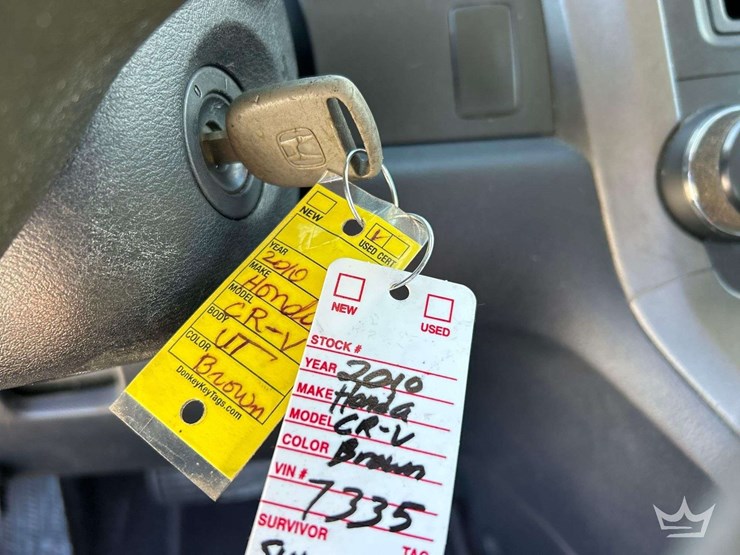 NEW
USED CERT
YEAR 2010
MAKE Honda
MODEL CR-V
BODY UT
COLOR Brown
DonkeyKeyTags.com
NEW
USED
STOCK #
YEAR 2010
MAKE Honda
MODEL CR-V
COLOR Brown
VIN # 7335
SURVIVOR
TAG